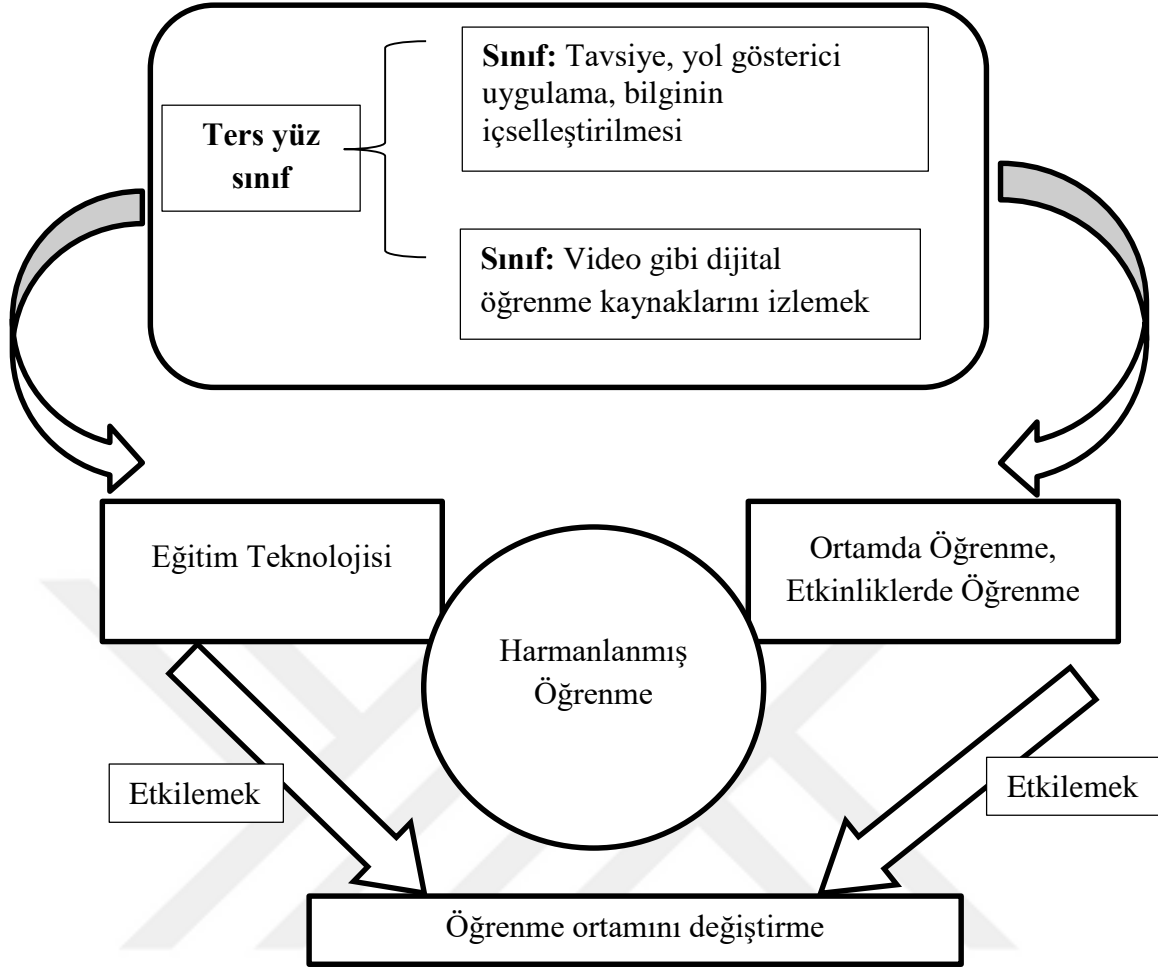 Sınıf: Tavsiye, yol gösterici
uygulama, bilginin
içselleştirilmesi
Ters yüz
sınıf
Sınıf: Video gibi dijital
öğrenme kaynaklarını izlemek
Eğitim Teknolojisi
Ortamda Öğrenme,
Etkinliklerde Öğrenme
Harmanlanmış
Öğrenme
Etkilemek
Etkilemek
Öğrenme ortamını değiştirme